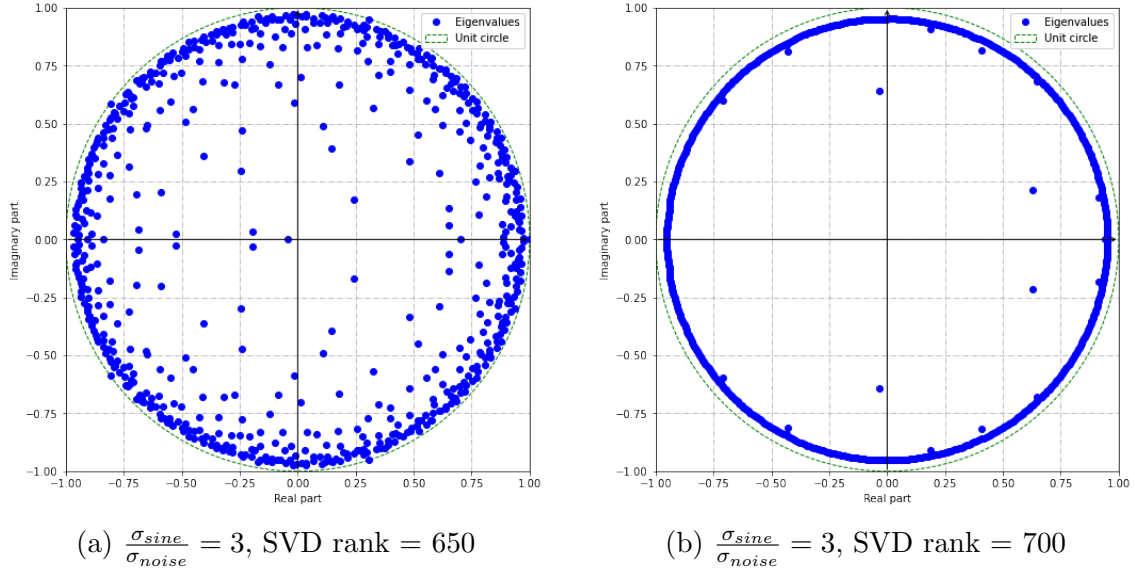 1.00
0.75
0.50
0.25
0.00
−0.25
−0.50
−0.75
−1.00
Imaginary part
−1.00 −0.75 −0.50 −0.25 0.00 0.25 0.50 0.75 1.00
Real part
Eigenvalues
Unit circle
(a) σ_sine/σ_noise = 3, SVD rank = 650
1.00
0.75
0.50
0.25
0.00
−0.25
−0.50
−0.75
−1.00
Imaginary part
−1.00 −0.75 −0.50 −0.25 0.00 0.25 0.50 0.75 1.00
Real part
Eigenvalues
Unit circle
(b) σ_sine/σ_noise = 3, SVD rank = 700